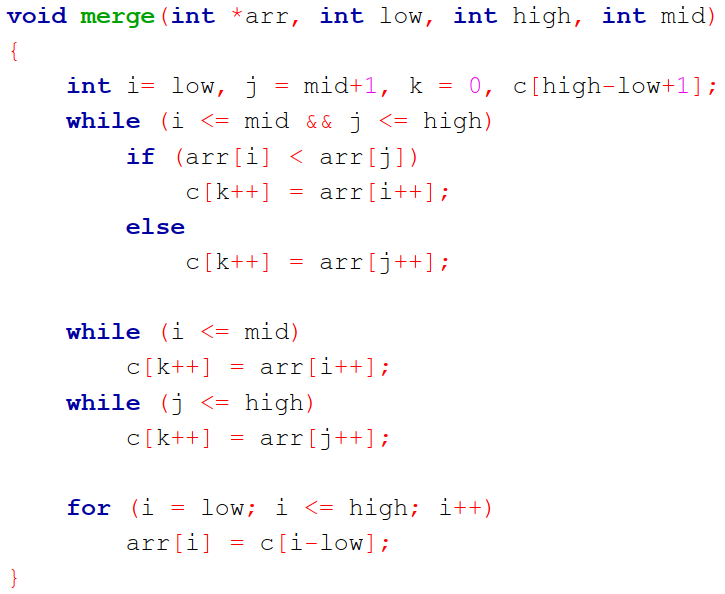 void merge(int *arr, int low, int high, int mid)
{
    int i= low, j = mid+1, k = 0, c[high-low+1];
    while (i <= mid && j <= high)
        if (arr[i] < arr[j])
            c[k++] = arr[i++];
        else
            c[k++] = arr[j++];

    while (i <= mid)
        c[k++] = arr[i++];
    while (j <= high)
        c[k++] = arr[j++];

    for (i = low; i <= high; i++)
        arr[i] = c[i-low];
}